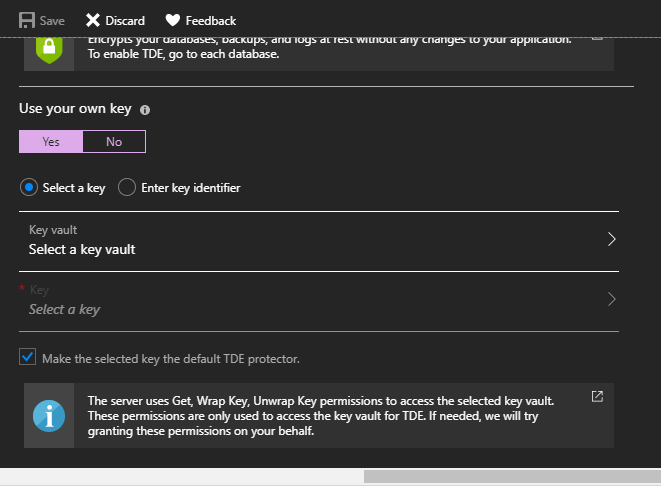 Save Discard Feedback
Encrypts your databases, backups, and logs at rest without any changes to your application.
To enable TDE, go to each database.
Use your own key
Yes No
Select a key Enter key identifier
Key vault
Select a key vault
* Key
Select a key
Make the selected key the default TDE protector.
The server uses Get, Wrap Key, Unwrap Key permissions to access the selected key vault.
These permissions are only used to access the key vault for TDE. If needed, we will try
granting these permissions on your behalf.